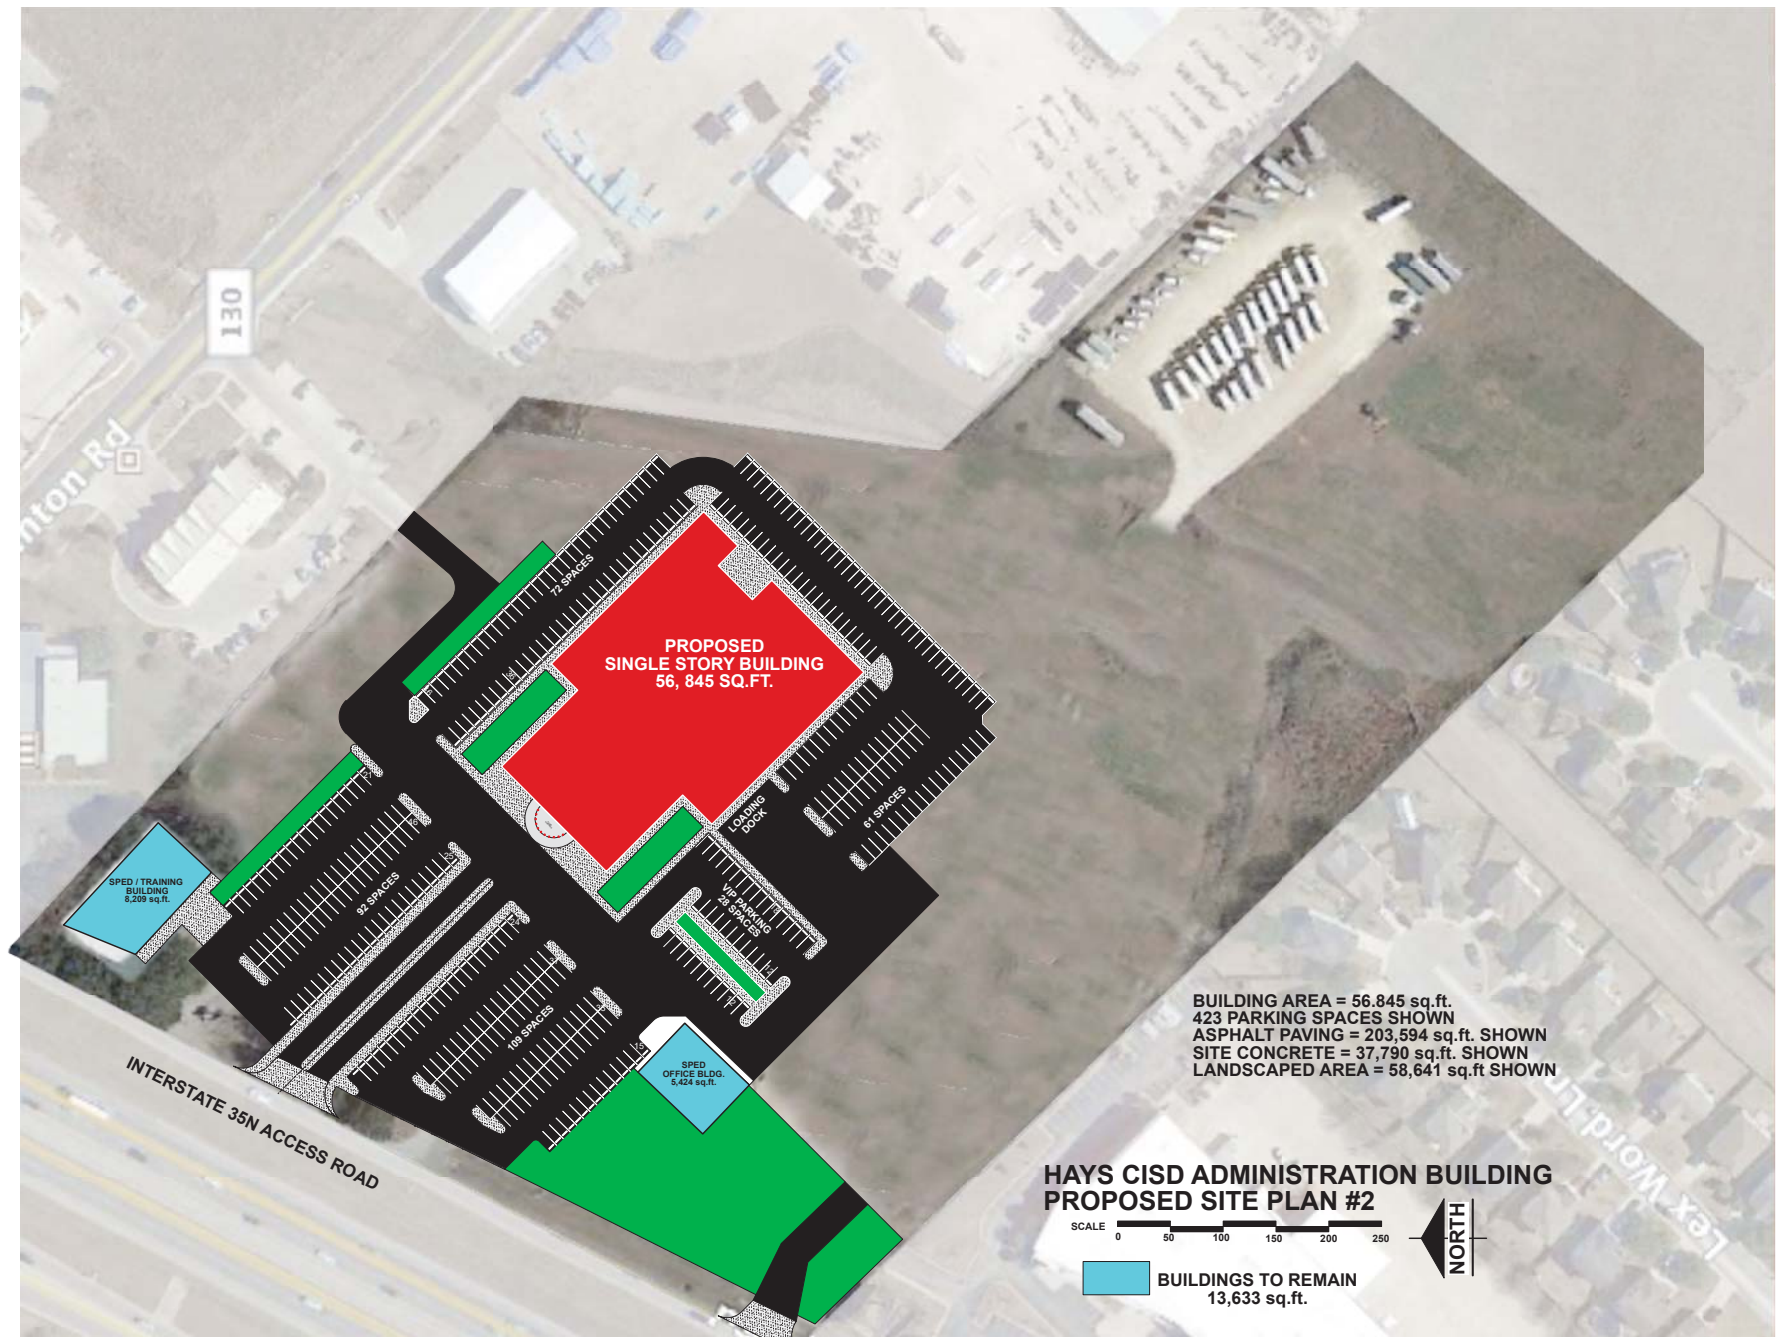 130
nton Rd
72 SPACES
PROPOSED
SINGLE STORY BUILDING
56, 845 SQ.FT.
21
SPED / TRAINING
BUILDING
8,209 sq.ft.
92 SPACES
LOADING
DOCK
61 SPACES
VIP PARKING
28 SPACES
14
12
109 SPACES
15
SPED
OFFICE BLDG.
5,424 sq.ft.
INTERSTATE 35N ACCESS ROAD
BUILDING AREA = 56.845 sq.ft.
423 PARKING SPACES SHOWN
ASPHALT PAVING = 203,594 sq.ft. SHOWN
SITE CONCRETE = 37,790 sq.ft. SHOWN
LANDSCAPED AREA = 58,641 sq.ft SHOWN
Lex Word Ln
HAYS CISD ADMINISTRATION BUILDING
PROPOSED SITE PLAN #2
SCALE
0 50 100 150 200 250
NORTH
BUILDINGS TO REMAIN
13,633 sq.ft.